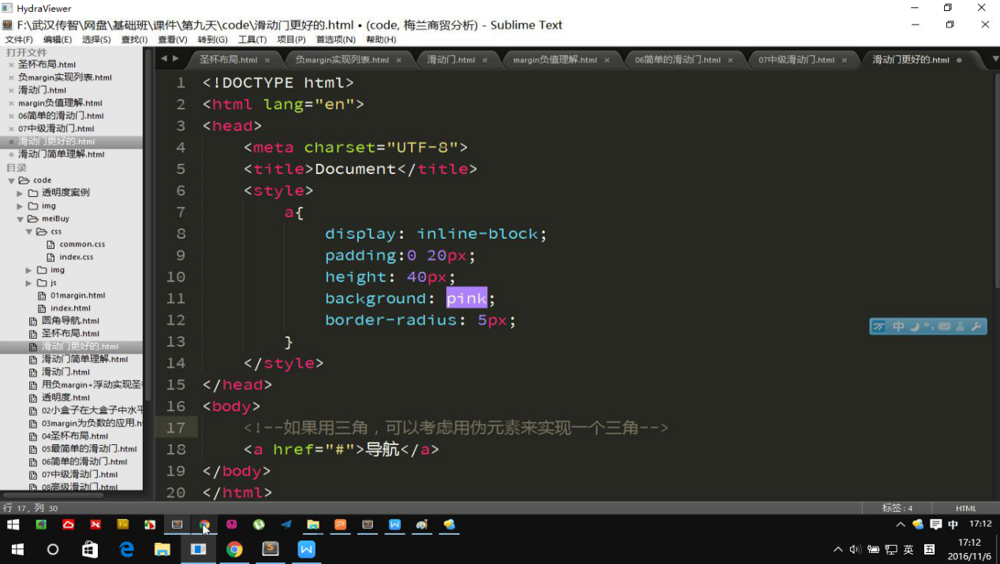 HydraViewer
F:\武汉传智\网盘\基础班\课件\第九天\code\滑动门更好的.html • (code, 梅兰商贸分析) - Sublime Text
文件(F) 编辑(E) 选择(S) 查找(I) 查看(V) 转到(G) 工具(T) 项目(P) 首选项(N) 帮助(H)
圣杯布局.html × 负margin实现列表.html × 滑动门.html × margin负值理解.html × 06简单的滑动门.html × 07中级滑动门.html × 滑动门更好的.html
打开文件
圣杯布局.html
负margin实现列表.html
滑动门.html
margin负值理解.html
06简单的滑动门.html
07中级滑动门.html
滑动门更好的.html
滑动门简单理解.html
目录
code
透明度案例
img
meiBuy
css
common.css
index.css
img
js
01margin.html
index.html
圆角导航.html
圣杯布局.html
滑动门更好的.html
滑动门简单理解.html
滑动门.html
用负margin+浮动实现圣
透明度.html
02小盒子在大盒子中水平
03margin为负数的应用.h
04圣杯布局.html
05最简单的滑动门.html
06简单的滑动门.html
07中级滑动门.html
08高级滑动门.html
1 <!DOCTYPE html>
2 <html lang="en">
3 <head>
4 <meta charset="UTF-8">
5 <title>Document</title>
6 <style>
7 a{
8 display: inline-block;
9 padding:0 20px;
10 height: 40px;
11 background: pink;
12 border-radius: 5px;
13 }
14 </style>
15 </head>
16 <body>
17 <!--如果用三角，可以考虑用伪元素来实现一个三角-->
18 <a href="#">导航</a>
19 </body>
20 </html>
中
行 17, 列 30 标签: 4 HTML
中 17:12
英 五 17:12
2016/11/6